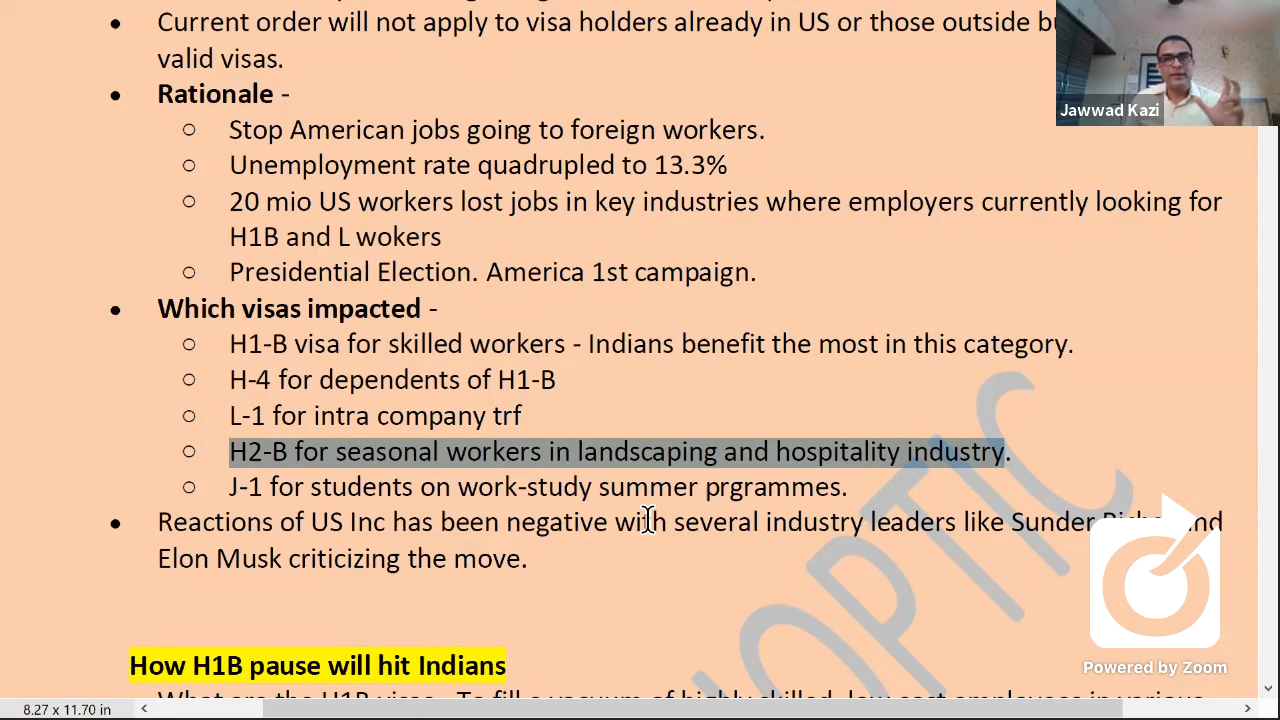 Current order will not apply to visa holders already in US or those outside
valid visas.
Rationale -
Stop American jobs going to foreign workers.
Unemployment rate quadrupled to 13.3%
20 mio US workers lost jobs in key industries where employers currently looking for
H1B and L wokers
Presidential Election. America 1st campaign.
Which visas impacted -
H1-B visa for skilled workers - Indians benefit the most in this category.
H-4 for dependents of H1-B
L-1 for intra company trf
H2-B for seasonal workers in landscaping and hospitality industry.
J-1 for students on work-study summer prgrammes.
Reactions of US Inc has been negative with several industry leaders like Sunder
Elon Musk criticizing the move.
How H1B pause will hit Indians
Jawwad Kazi
OPTIC
Powered by Zoom
8.27 x 11.70 in